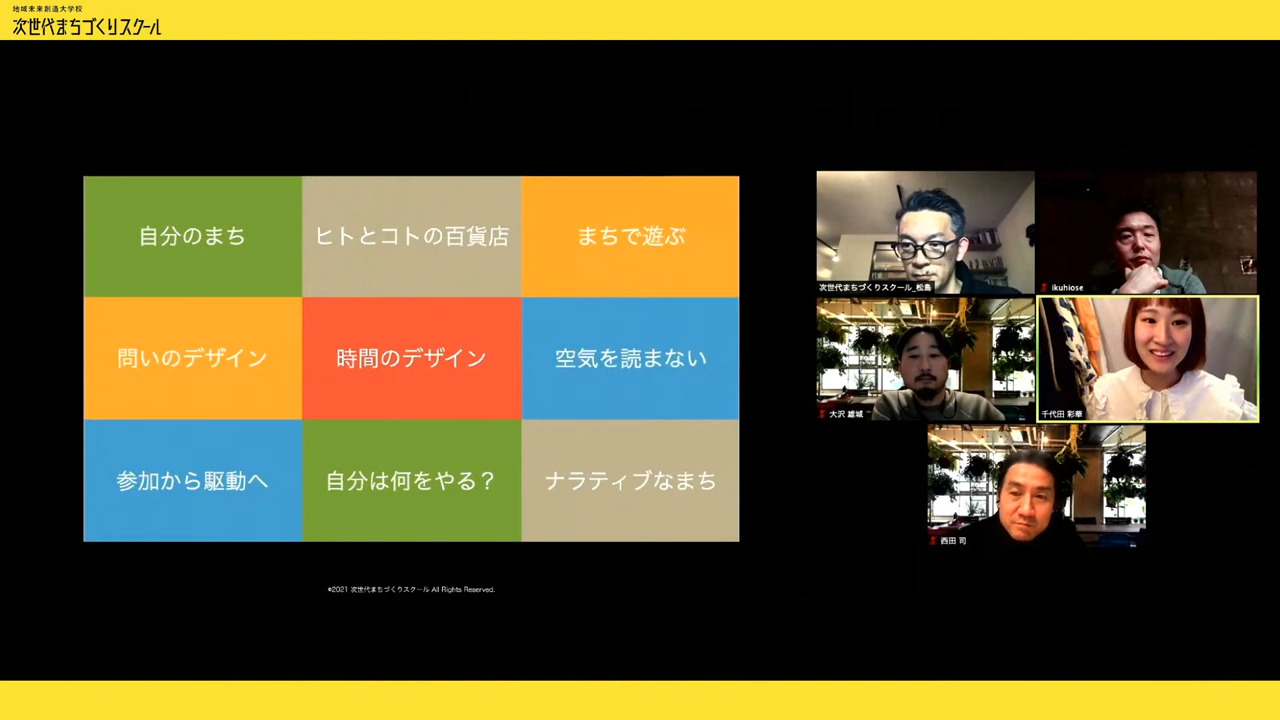 地域未来創造大学校
次世代まちづくりスクール
自分のまち
ヒトとコトの百貨店
まちで遊ぶ
問いのデザイン
時間のデザイン
空気を読まない
参加から駆動へ
自分は何をやる？
ナラティブなまち
©2021 次世代まちづくりスクール All Rights Reserved.
次世代まちづくりスクール_松島
ikuhiose
大沢 雄城
千代田 彩華
西田 司